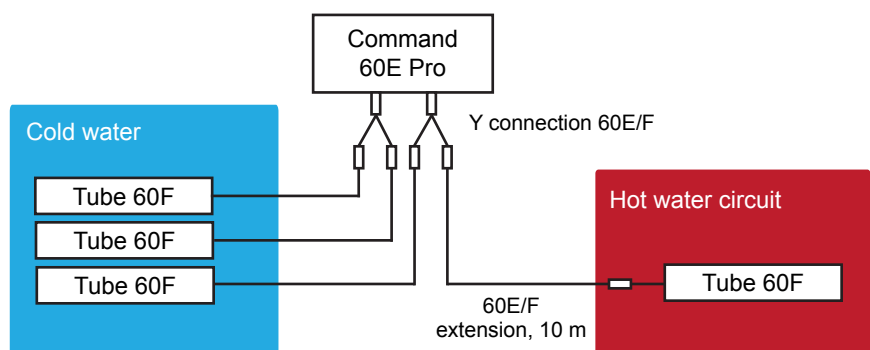 Command
60E Pro
Y connection 60E/F
Cold water
Tube 60F
Tube 60F
Tube 60F
Hot water circuit
Tube 60F
60E/F
extension, 10 m